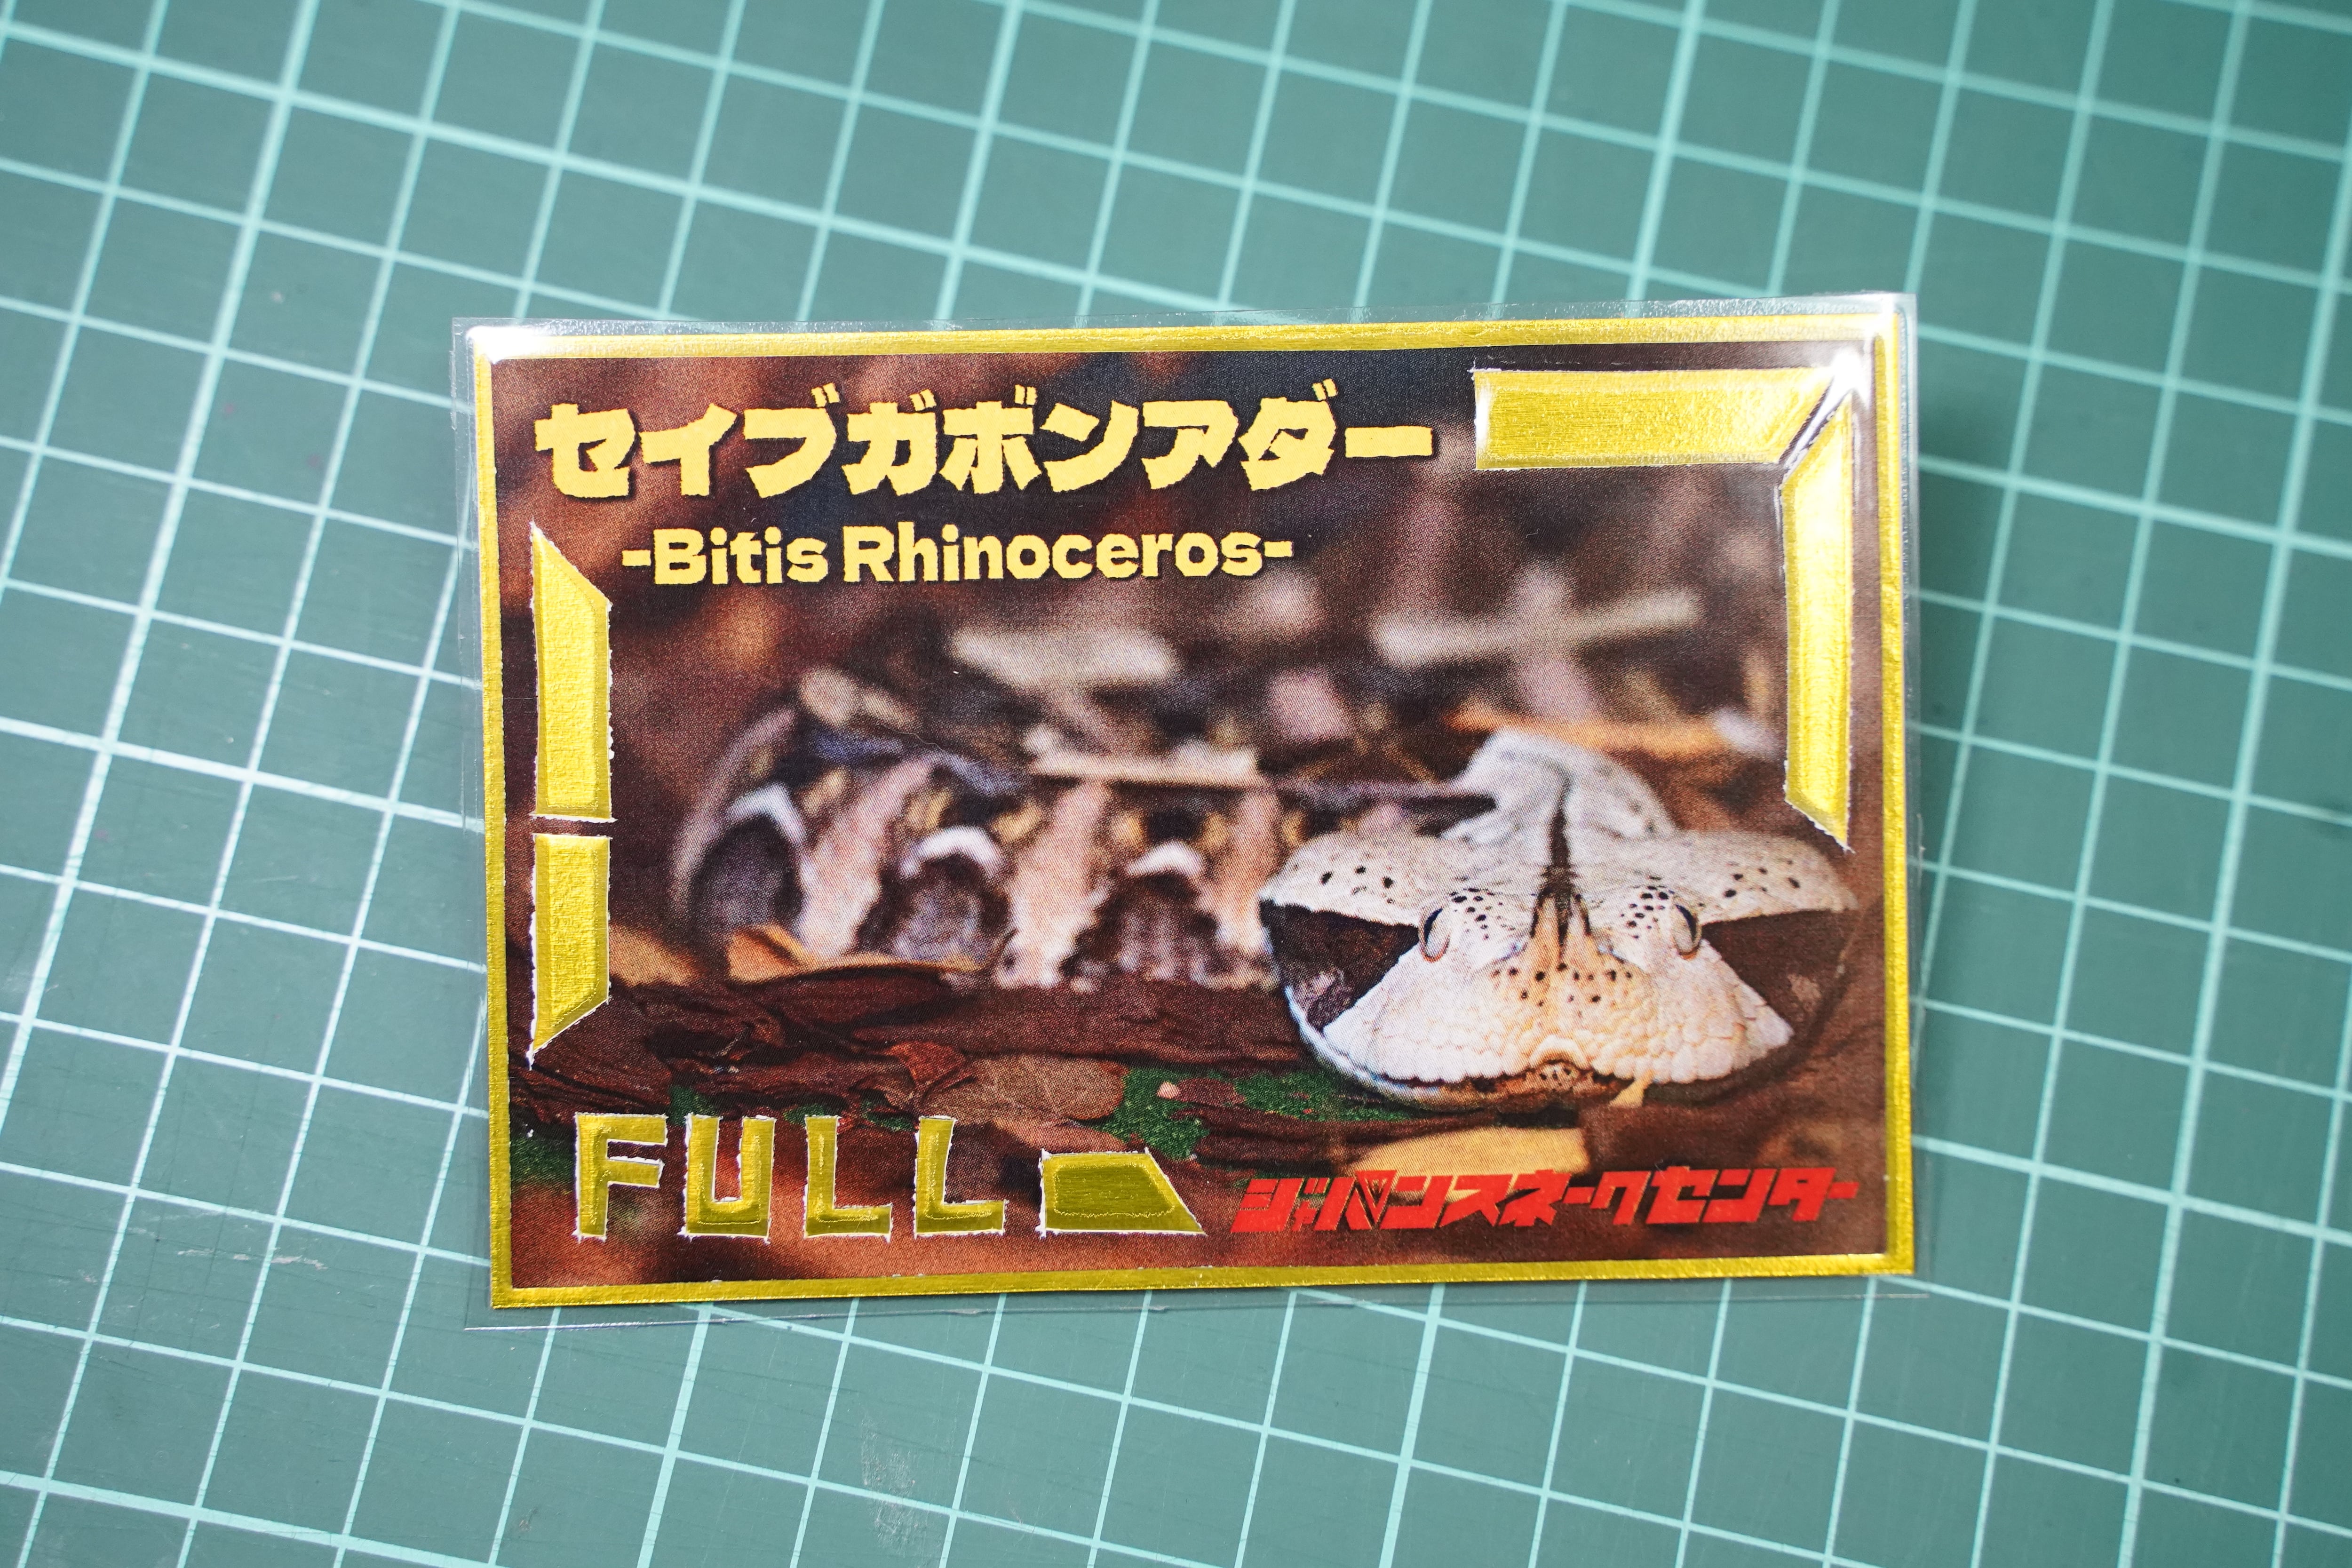 セイブガボンアダー
-Bitis Rhinoceros-
FULL
ジャパンスネークセンター